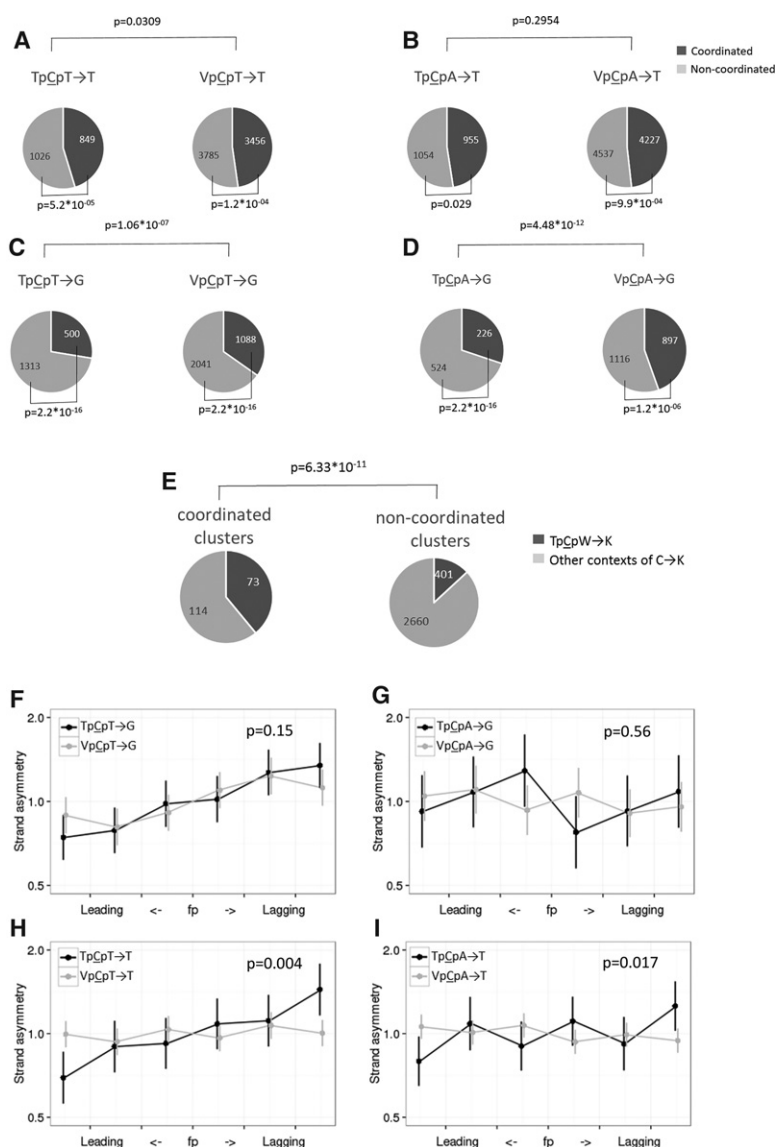 p=0.0309
A
TpCpT→T
VpCpT→T
849
1026
3456
3785
p=5.2*10-05
p=1.2*10-04
p=0.2954
B
Coordinated
Non-coordinated
TpCpA→T
VpCpA→T
955
1054
4227
4537
p=0.029
p=9.9*10-04
p=1.06*10-07
C
TpCpT→G
VpCpT→G
500
1313
1088
2041
p=2.2*10-16
p=2.2*10-16
p=4.48*10-12
D
TpCpA→G
VpCpA→G
226
524
897
1116
p=2.2*10-16
p=1.2*10-06
p=6.33*10-11
E
coordinated
clusters
non-coordinated
clusters
TpCpW→K
Other contexts of C→K
73
114
401
2660
F
TpCpT→G
VpCpT→G
p=0.15
Strand asymmetry
2.0
1.0
0.5
Leading <- fp -> Lagging
G
TpCpA→G
VpCpA→G
p=0.56
Strand asymmetry
2.0
1.0
0.5
Leading <- fp -> Lagging
H
TpCpT→T
VpCpT→T
p=0.004
Strand asymmetry
2.0
1.0
0.5
Leading <- fp -> Lagging
I
TpCpA→T
VpCpA→T
p=0.017
Strand asymmetry
2.0
1.0
0.5
Leading <- fp -> Lagging